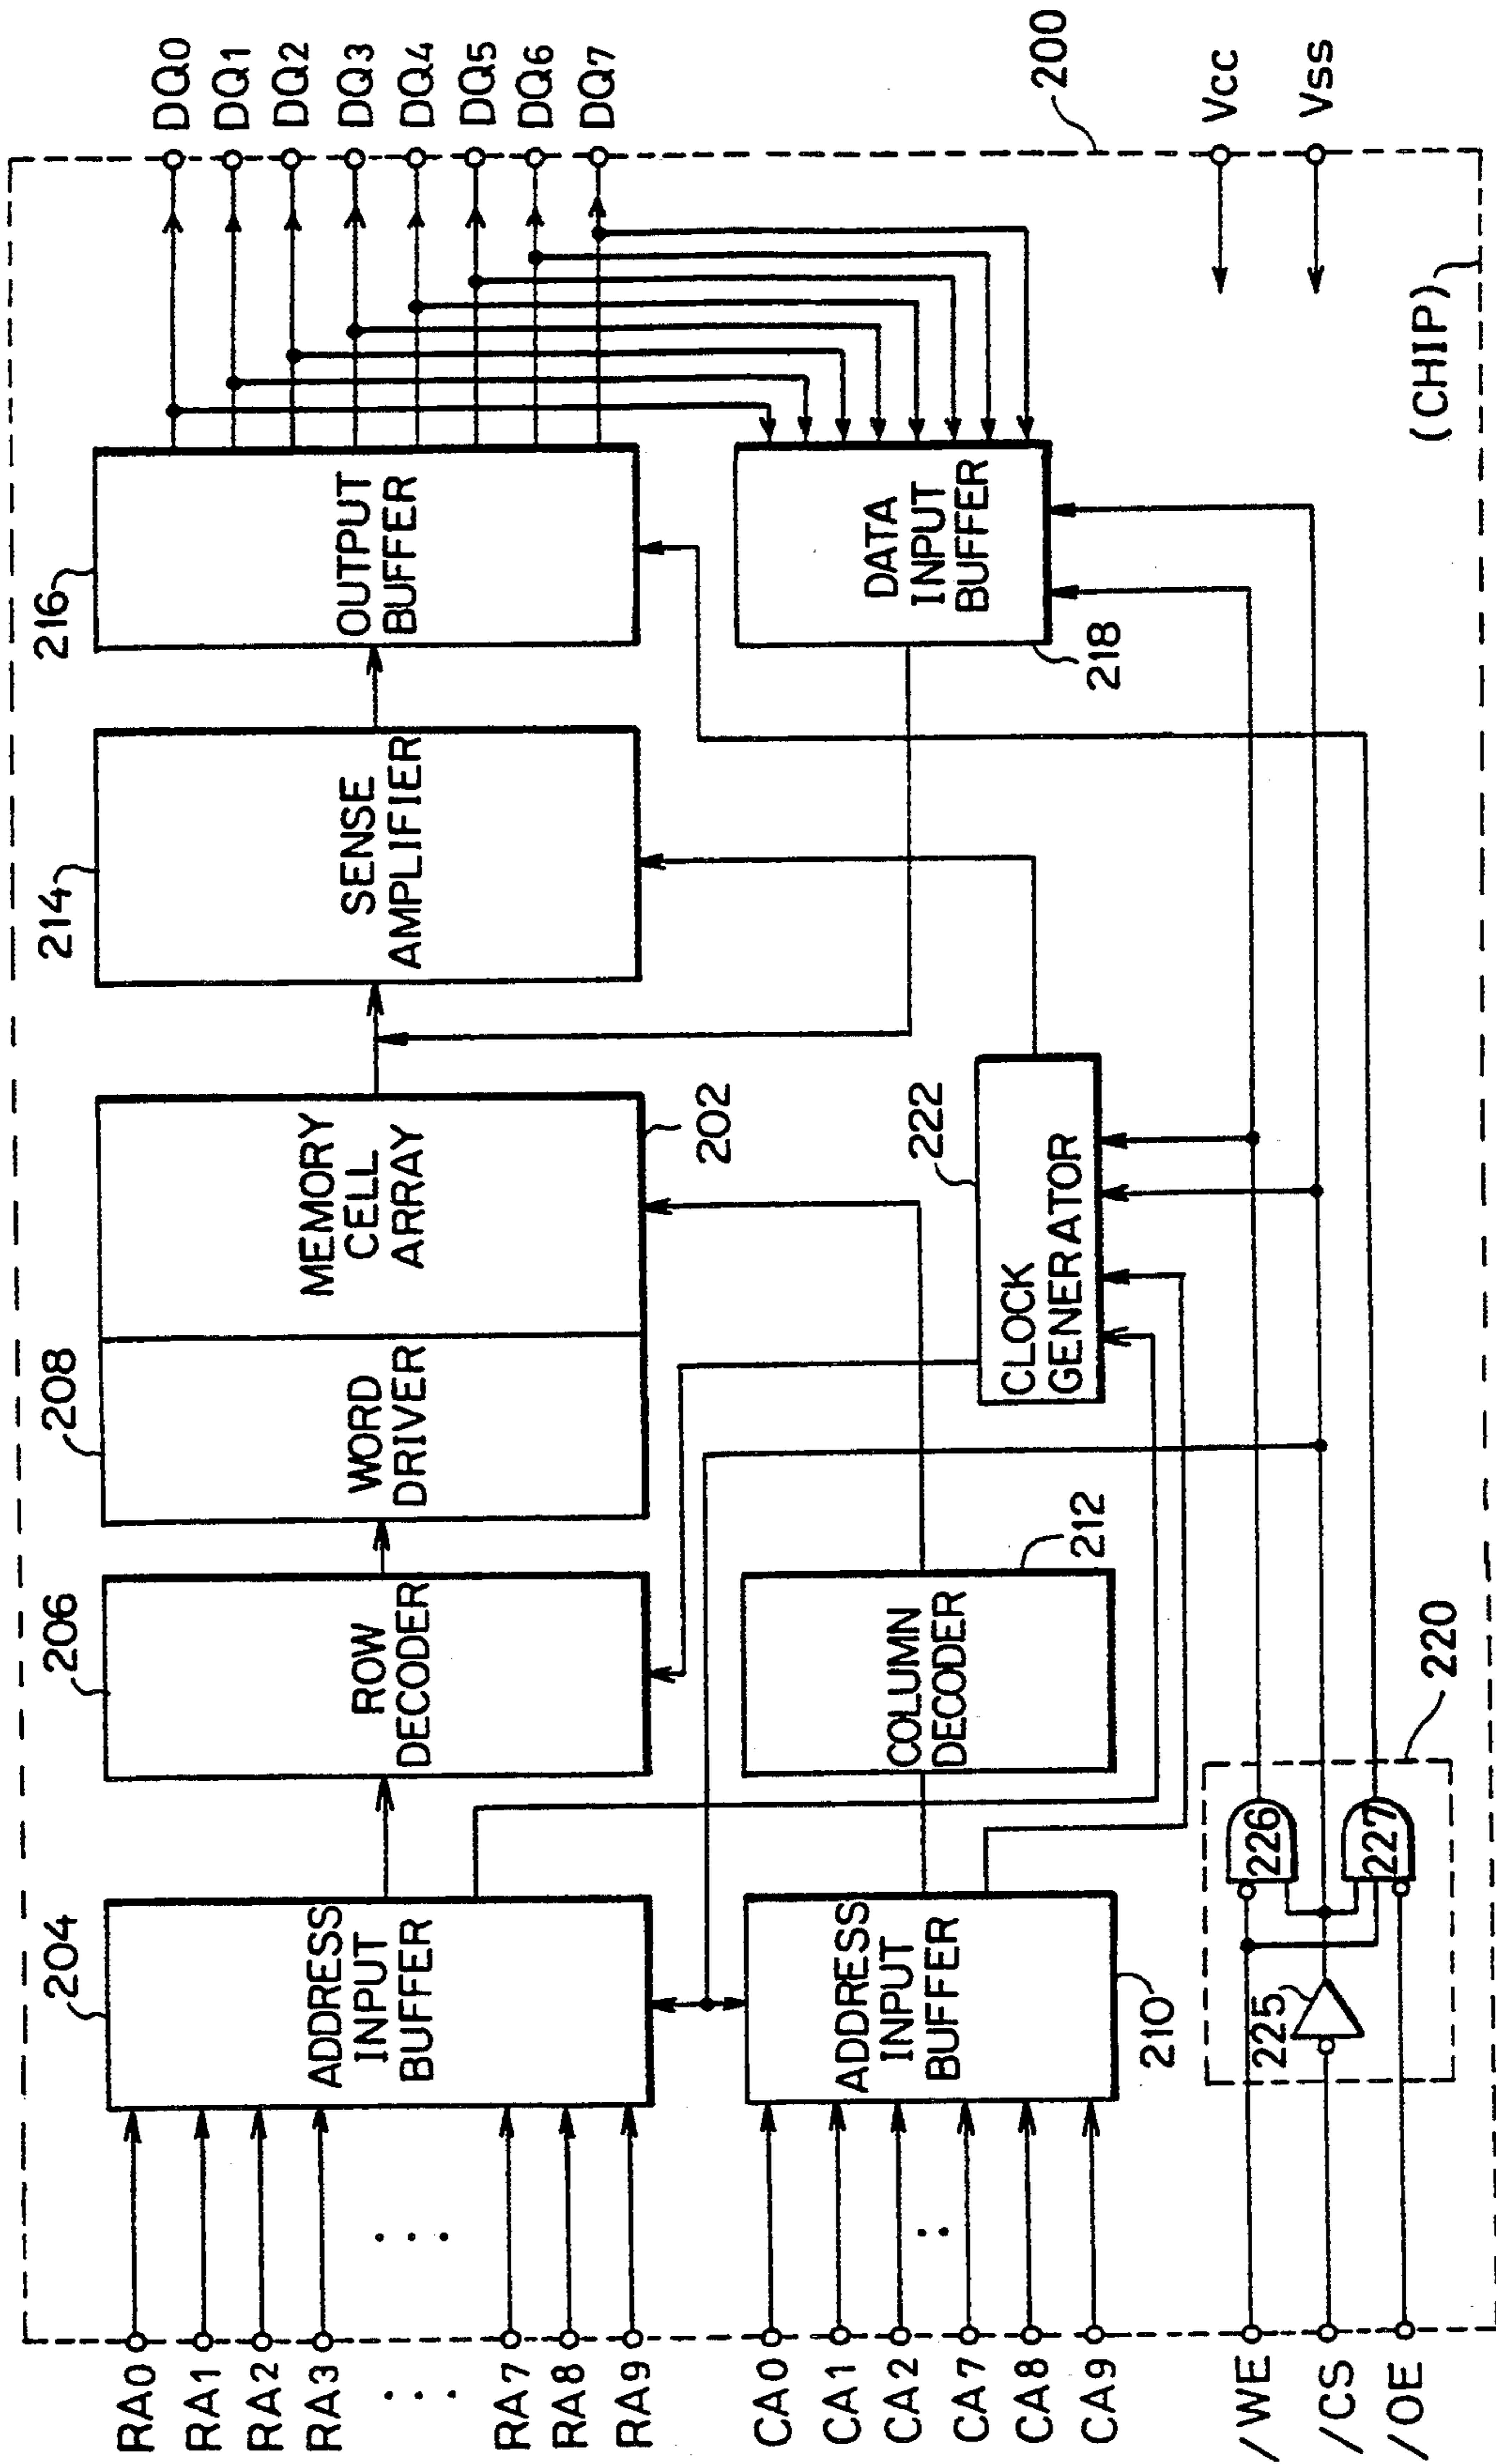 RA0
RA1
RA2
RA3
. . .
RA7
RA8
RA9
CA0
CA1
CA2
CA7
CA8
CA9
/WE
/CS
/OE
204
ADDRESS
INPUT
BUFFER
206
ROW
DECODER
208
WORD
DRIVER
MEMORY
CELL
ARRAY
202
214
SENSE
AMPLIFIER
216
OUTPUT
BUFFER
DQ0
DQ1
DQ2
DQ3
DQ4
DQ5
DQ6
DQ7
ADDRESS
INPUT
BUFFER
210
COLUMN
DECODER
212
222
CLOCK
GENERATOR
DATA
INPUT
BUFFER
218
225
226
227
220
200
Vcc
Vss
(CHIP)